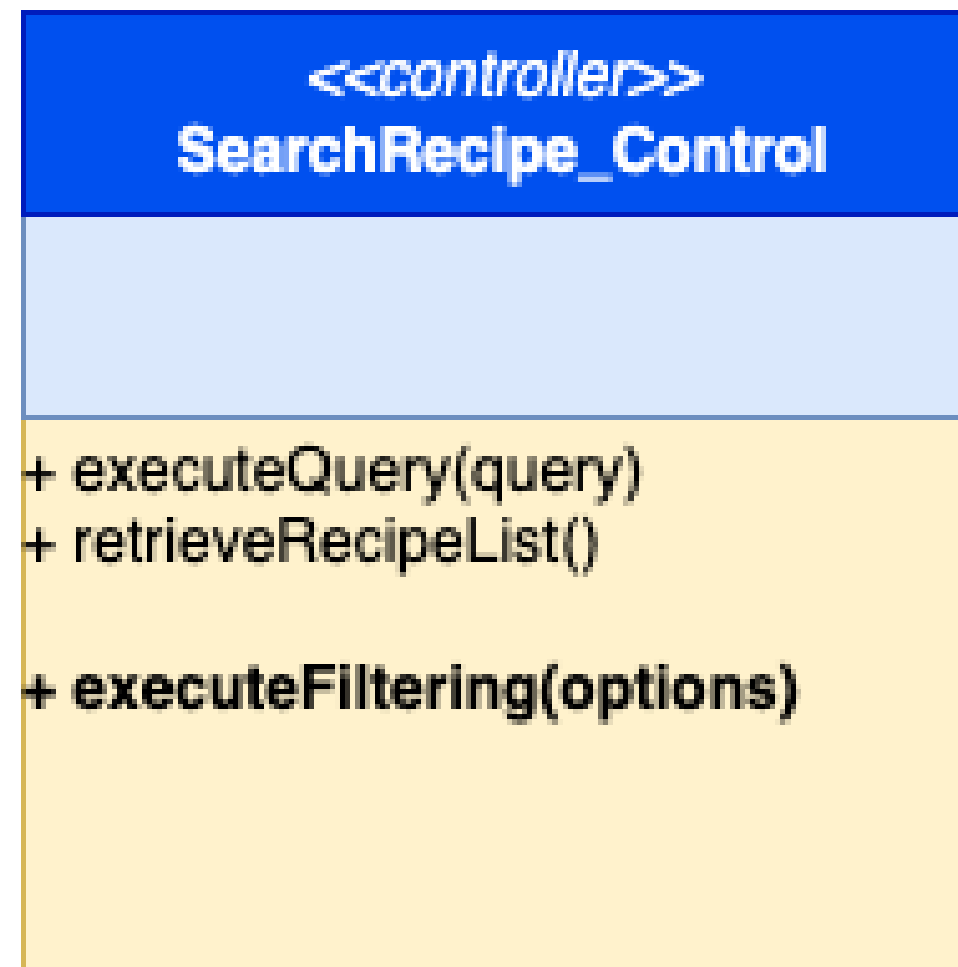 <<controller>>
SearchRecipe_Control
+ executeQuery(query)
+ retrieveRecipeList()
+ executeFiltering(options)